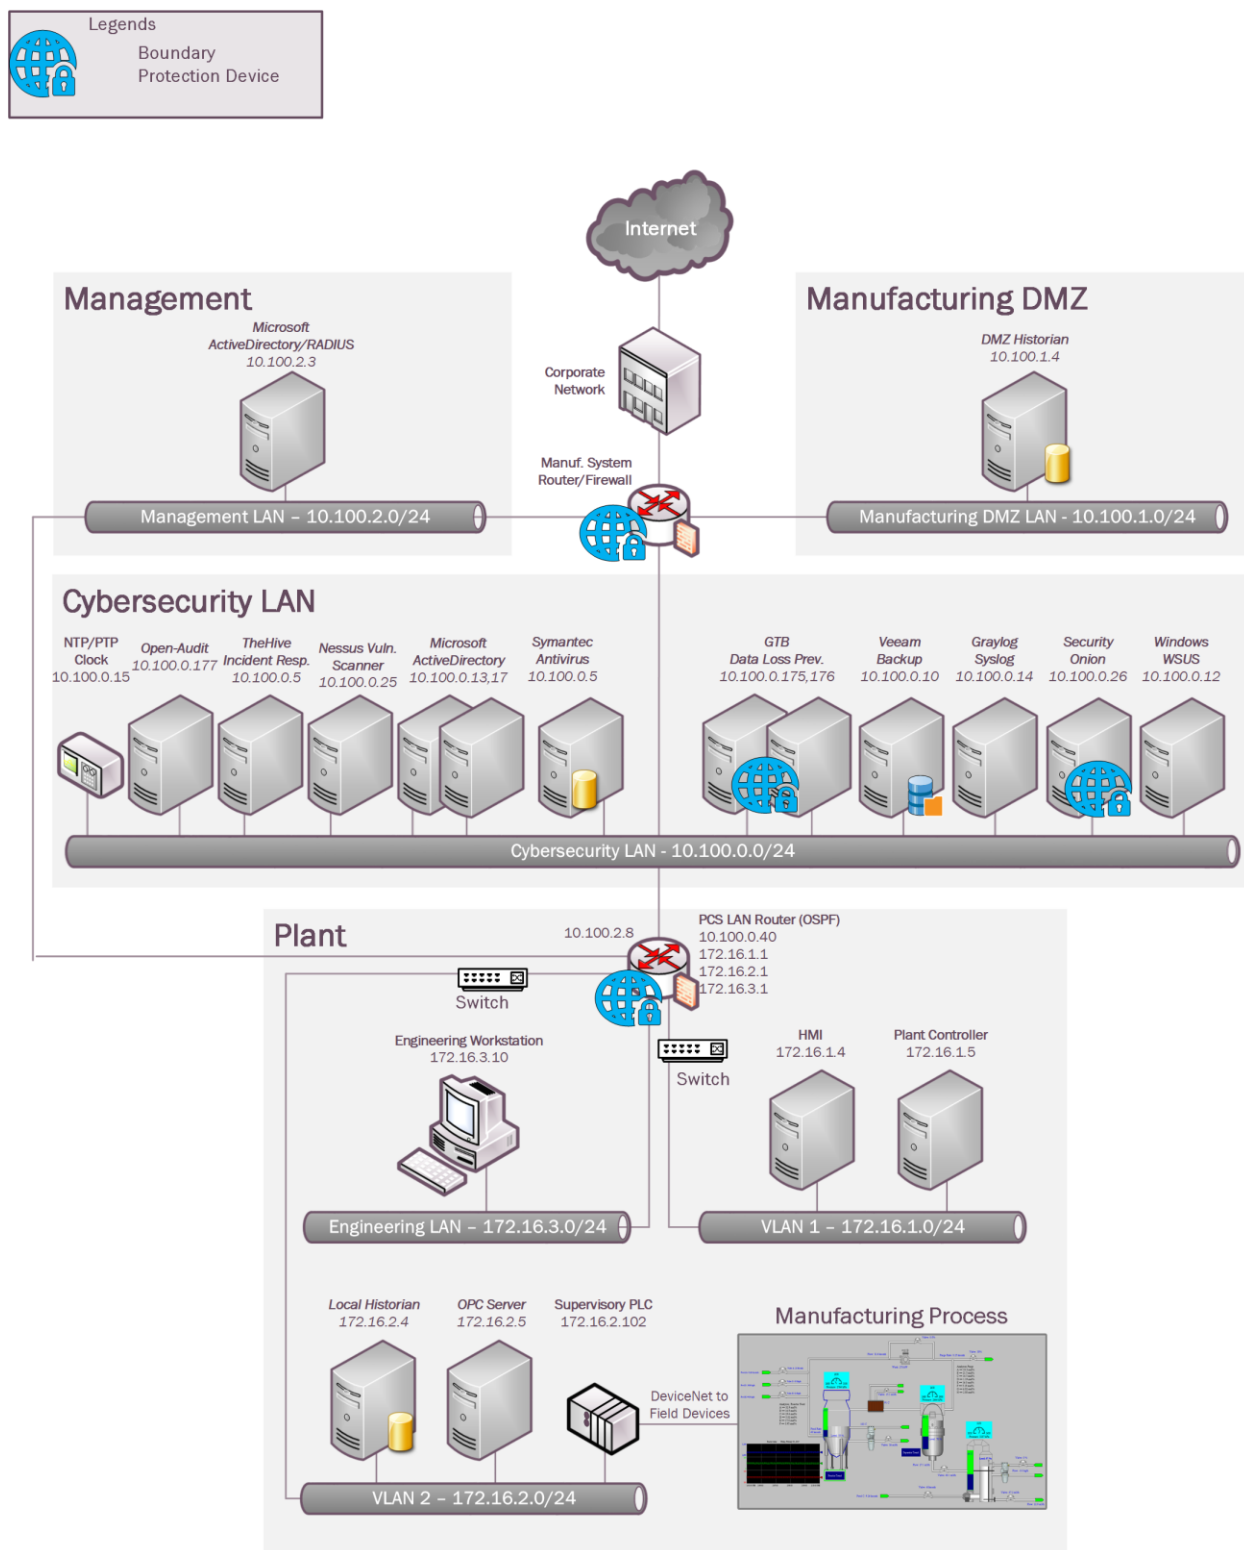 Legends
Boundary
Protection Device
Internet
Management
Microsoft
ActiveDirectory/RADIUS
10.100.2.3
Manufacturing DMZ
DMZ Historian
10.100.1.4
Corporate
Network
Manuf. System
Router/Firewall
Management LAN – 10.100.2.0/24
Manufacturing DMZ LAN - 10.100.1.0/24
Cybersecurity LAN
NTP/PTP
Clock
10.100.0.15
Open-Audit
10.100.0.177
TheHive
Incident Resp.
10.100.0.5
Nessus Vuln.
Scanner
10.100.0.25
Microsoft
ActiveDirectory
10.100.0.13,17
Symantec
Antivirus
10.100.0.5
GTB
Data Loss Prev.
10.100.0.175,176
Veeam
Backup
10.100.0.10
Graylog
Syslog
10.100.0.14
Security
Onion
10.100.0.26
Windows
WSUS
10.100.0.12
Cybersecurity LAN - 10.100.0.0/24
Plant
10.100.2.8
PCS LAN Router (OSPF)
10.100.0.40
172.16.1.1
172.16.2.1
172.16.3.1
Switch
Engineering Workstation
172.16.3.10
Switch
HMI
172.16.1.4
Plant Controller
172.16.1.5
Engineering LAN – 172.16.3.0/24
VLAN 1 – 172.16.1.0/24
Local Historian
172.16.2.4
OPC Server
172.16.2.5
Supervisory PLC
172.16.2.102
Manufacturing Process
DeviceNet to
Field Devices
VLAN 2 – 172.16.2.0/24